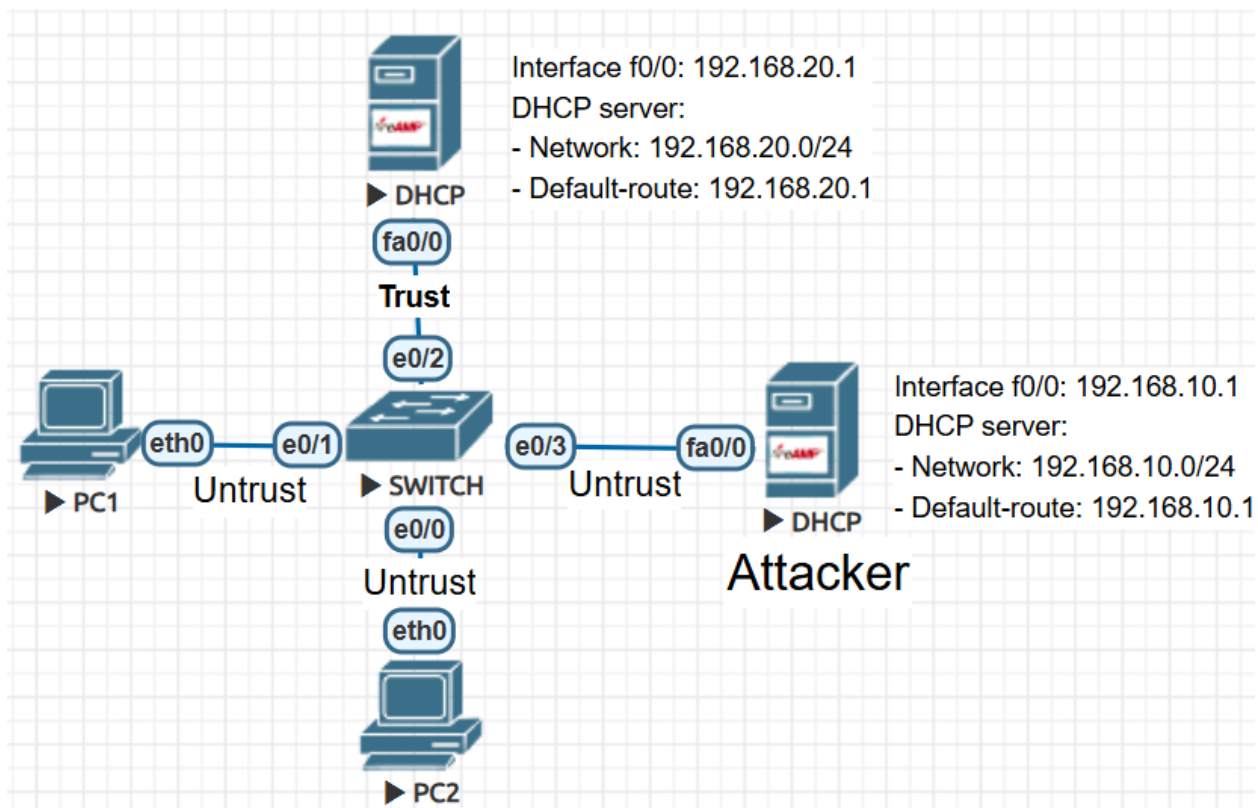 Interface f0/0: 192.168.20.1
DHCP server:
- Network: 192.168.20.0/24
- Default-route: 192.168.20.1
DHCP
fa0/0
Trust
e0/2
Interface f0/0: 192.168.10.1
DHCP server:
- Network: 192.168.10.0/24
- Default-route: 192.168.10.1
eth0
e0/1
e0/3
fa0/0
Untrust
SWITCH
Untrust
PC1
DHCP
e0/0
Attacker
Untrust
eth0
PC2